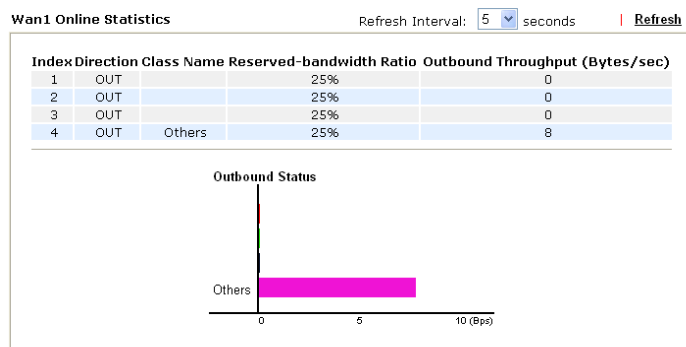 Wan1 Online Statistics Refresh Interval: 5 seconds | Refresh
Index Direction Class Name Reserved-bandwidth Ratio Outbound Throughput (Bytes/sec)
1 OUT 25% 0
2 OUT 25% 0
3 OUT 25% 0
4 OUT Others 25% 8
Outbound Status
Others
0 5 10 (Bps)